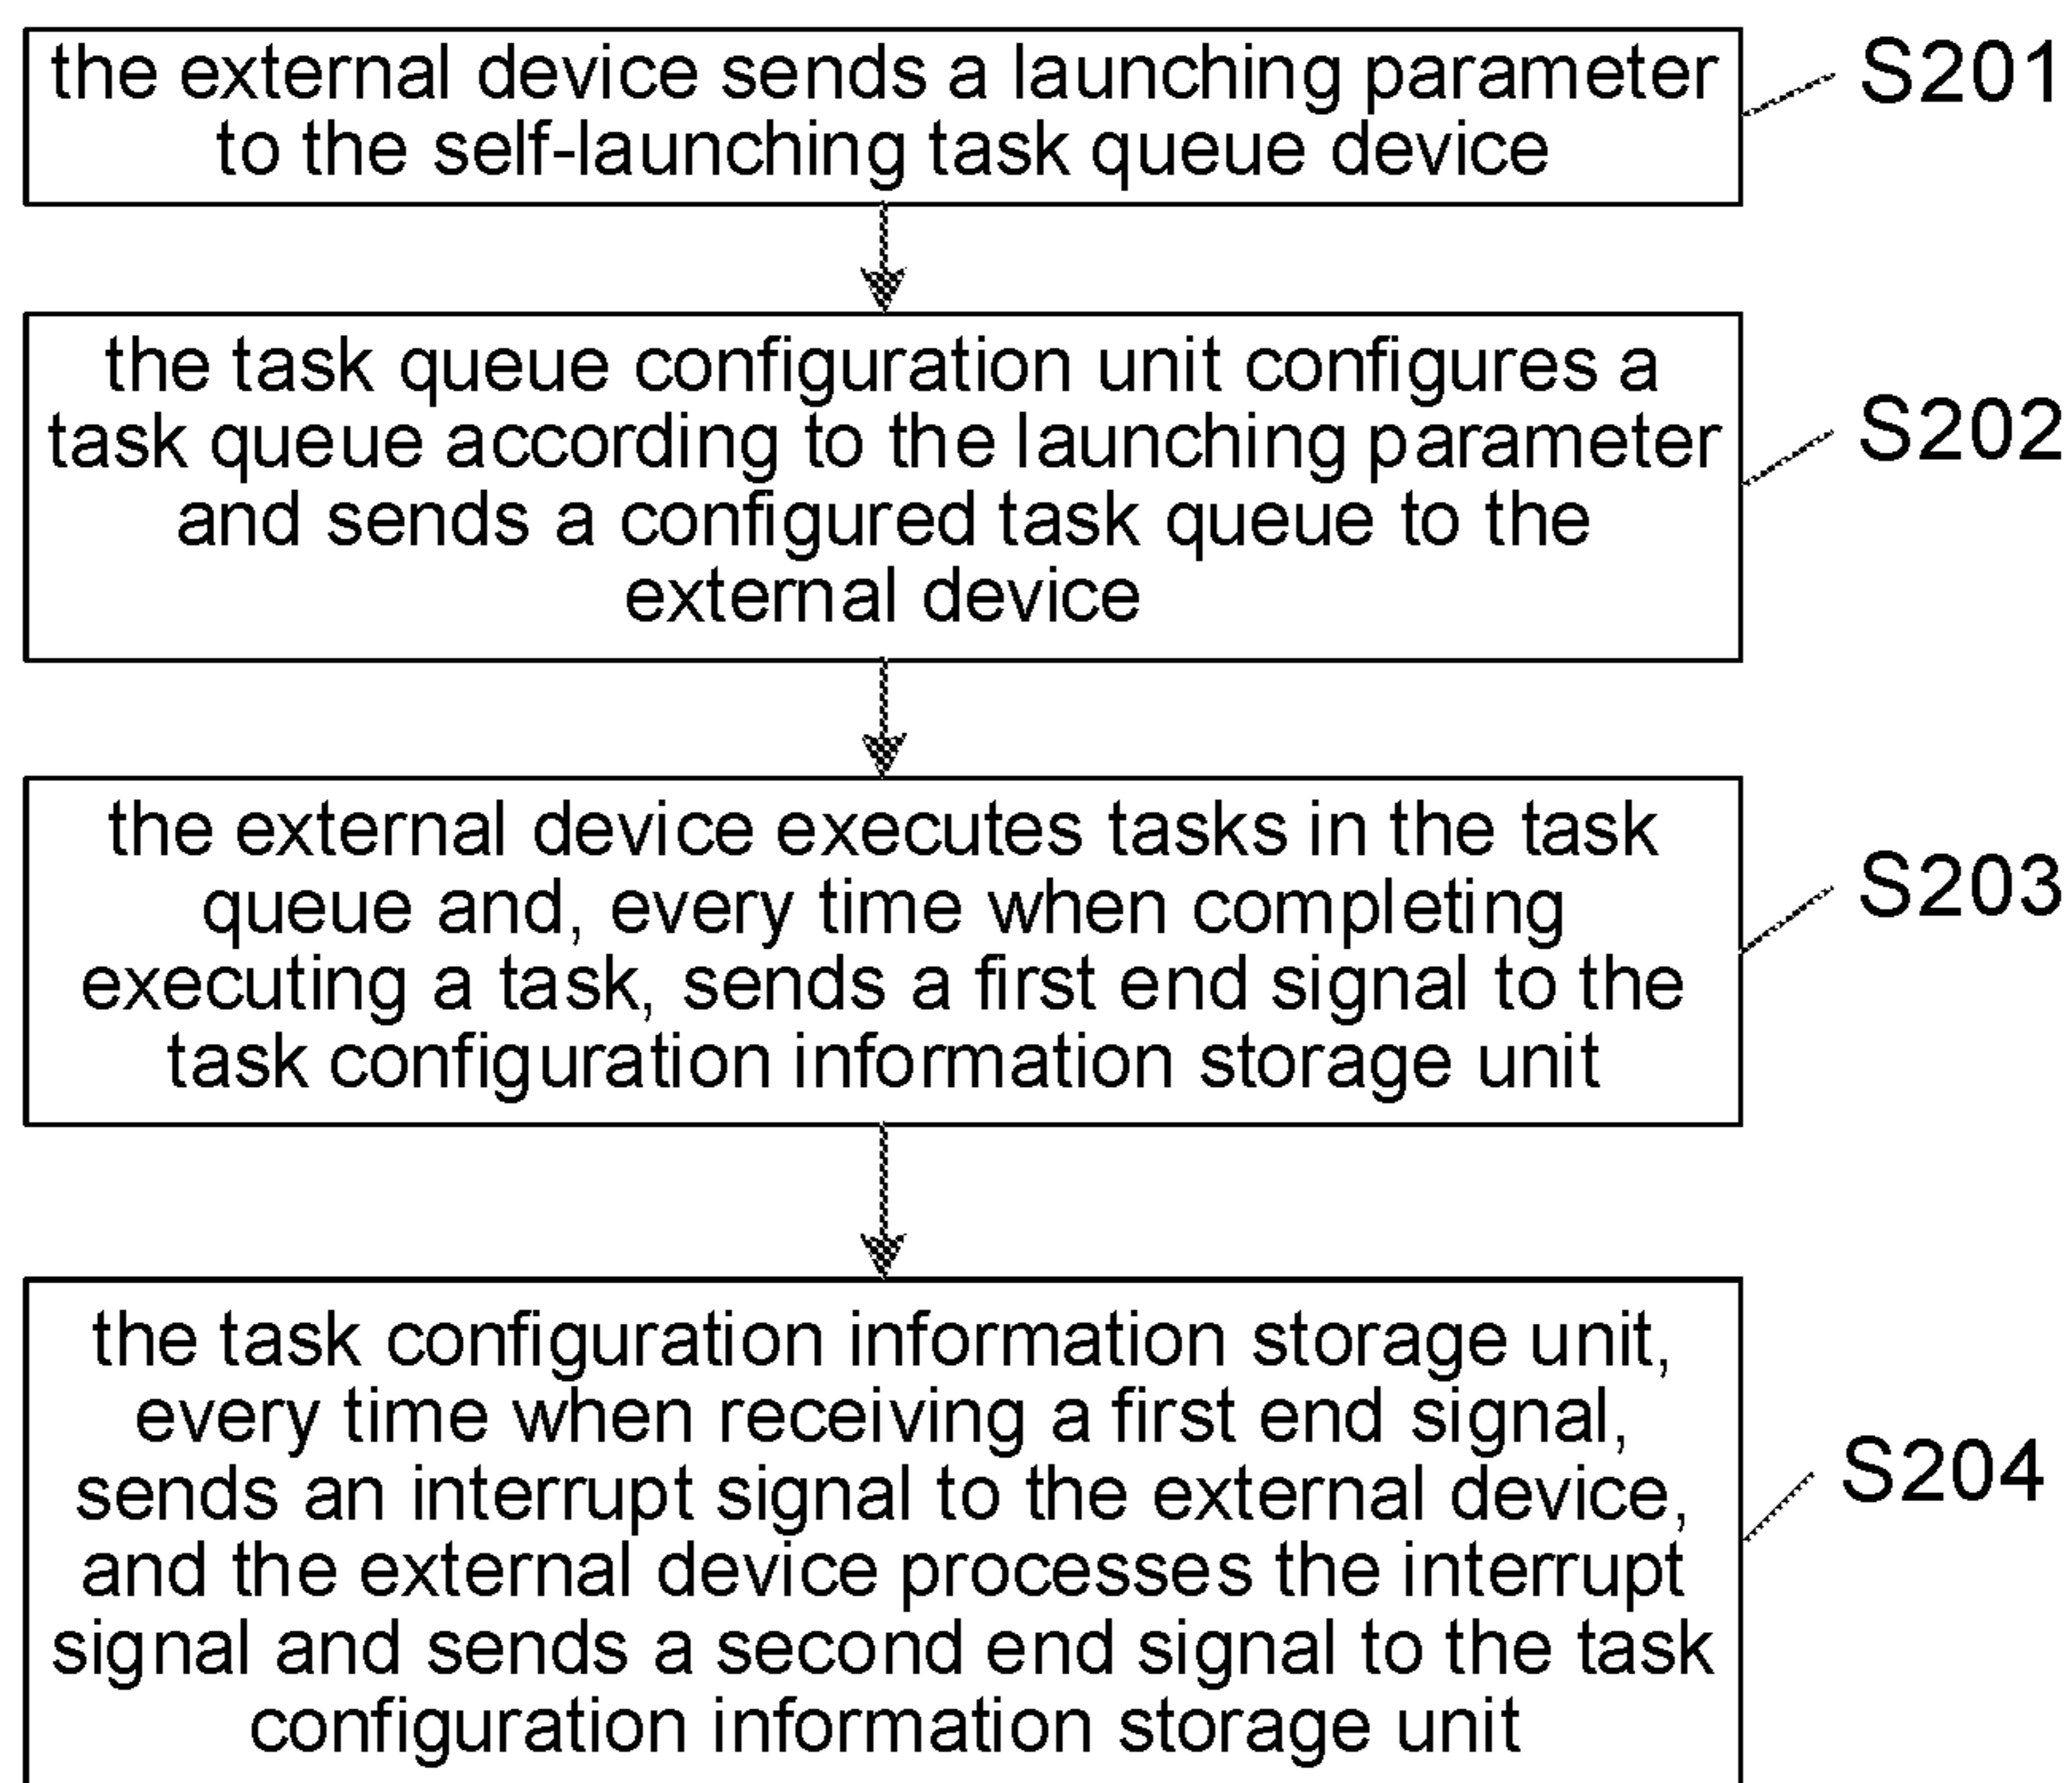 the external device sends a launching parameter
to the self-launching task queue device
S201
the task queue configuration unit configures a
task queue according to the launching parameter
and sends a configured task queue to the
external device
S202
the external device executes tasks in the task
queue and, every time when completing
executing a task, sends a first end signal to the
task configuration information storage unit
S203
the task configuration information storage unit,
every time when receiving a first end signal,
sends an interrupt signal to the external device,
and the external device processes the interrupt
signal and sends a second end signal to the task
configuration information storage unit
S204